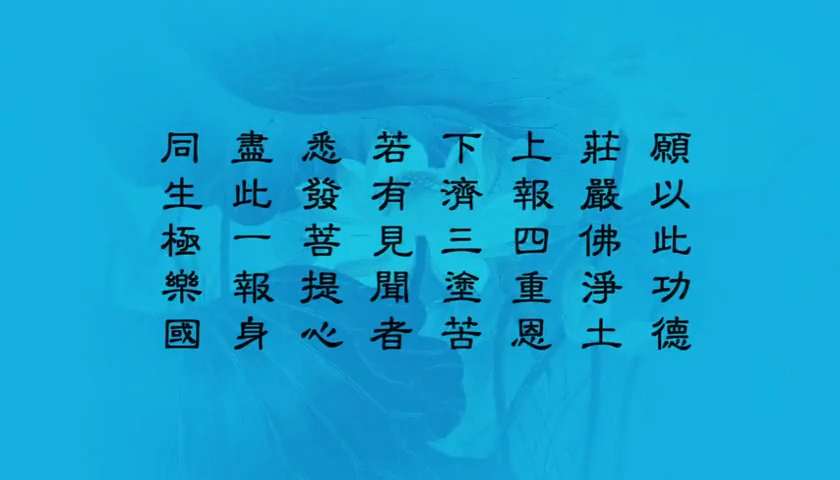 願以此功德
莊嚴佛淨土
上報四重恩
下濟三塗苦
若有見聞者
悉發菩提心
盡此一報身
同生極樂國